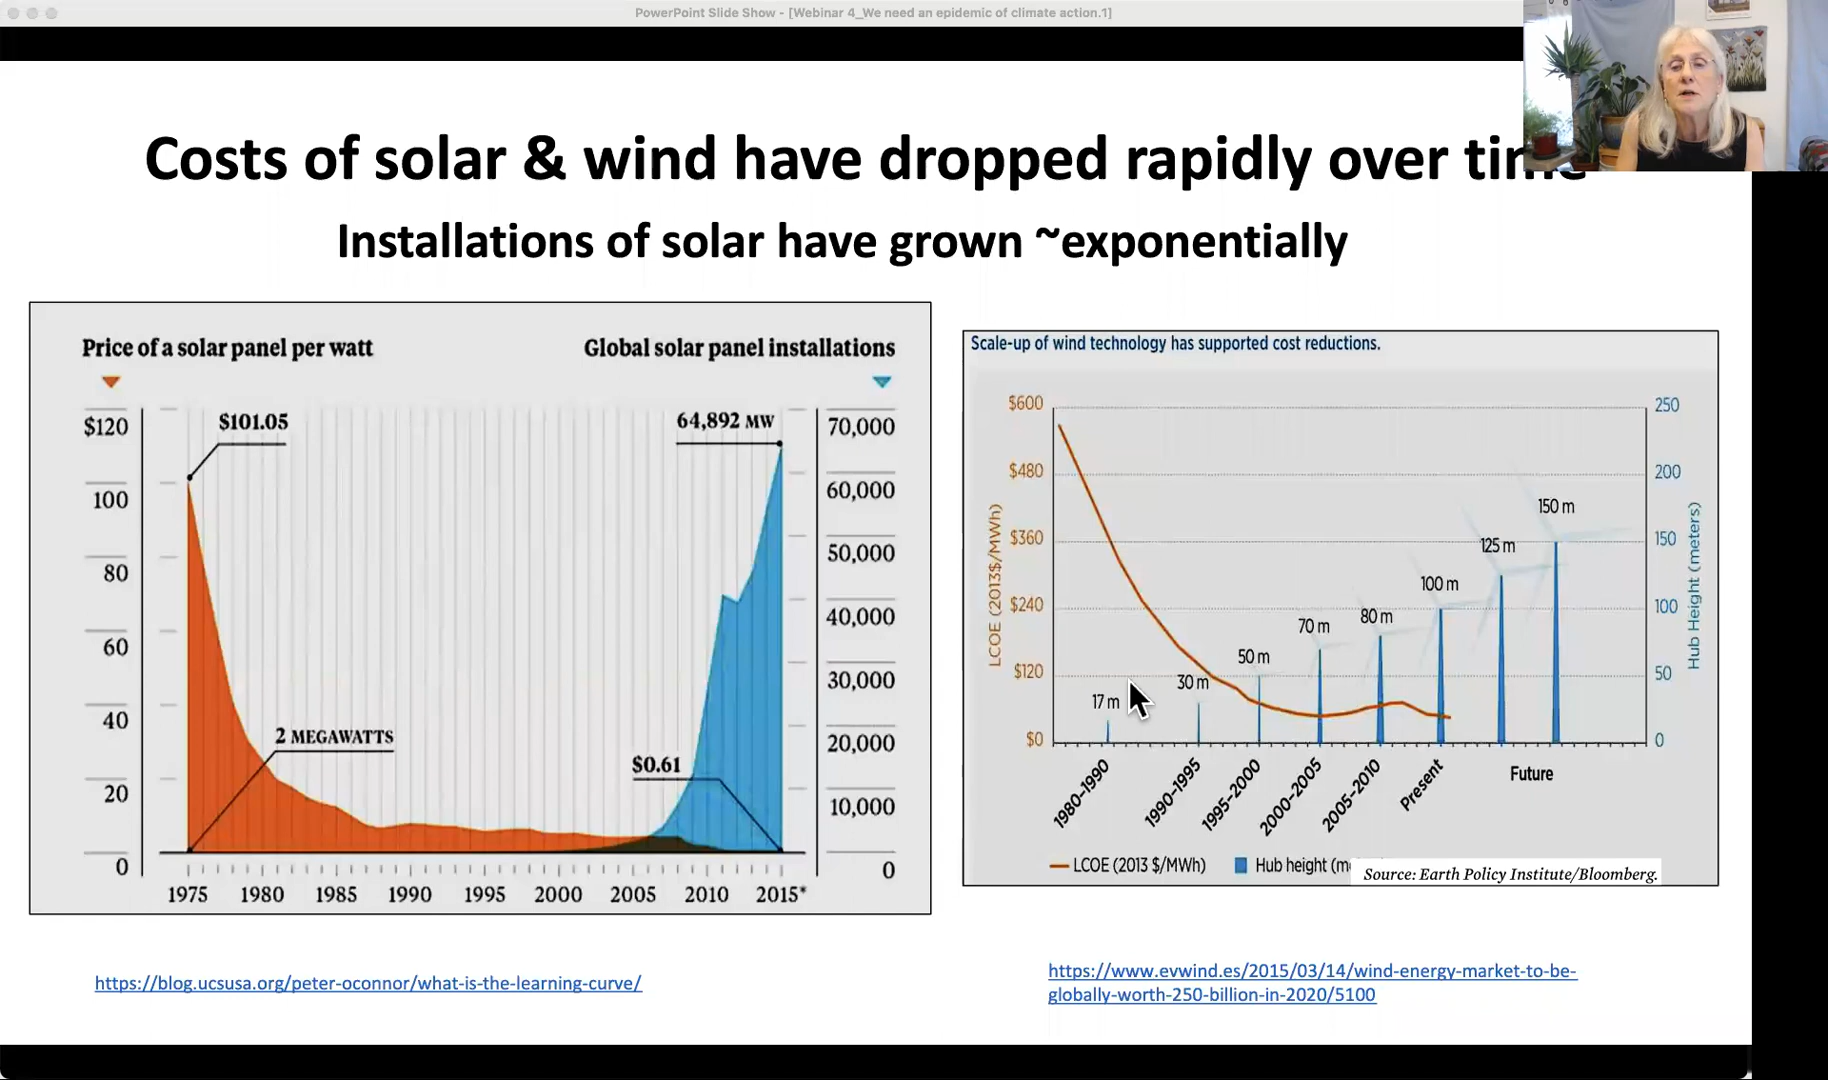 PowerPoint Slide Show - [Webinar 4_We need an epidemic of climate action.1]
Costs of solar & wind have dropped rapidly over time
Installations of solar have grown ~exponentially
Price of a solar panel per watt
Global solar panel installations
$120
100
80
60
40
20
0
$101.05
2 MEGAWATTS
64,892 MW
$0.61
70,000
60,000
50,000
40,000
30,000
20,000
10,000
0
1975 1980 1985 1990 1995 2000 2005 2010 2015*
https://blog.ucsusa.org/peter-oconnor/what-is-the-learning-curve/
Scale-up of wind technology has supported cost reductions.
LCOE (2013$/MWh)
$600
$480
$360
$240
$120
$0
17 m
30 m
50 m
70 m
80 m
100 m
125 m
150 m
250
200
150
100
50
0
Hub Height (meters)
1980-1990 1990-1995 1995-2000 2000-2005 2005-2010 Present Future
LCOE (2013 $/MWh) Hub height (m
Source: Earth Policy Institute/Bloomberg.
https://www.evwind.es/2015/03/14/wind-energy-market-to-be-
globally-worth-250-billion-in-2020/5100